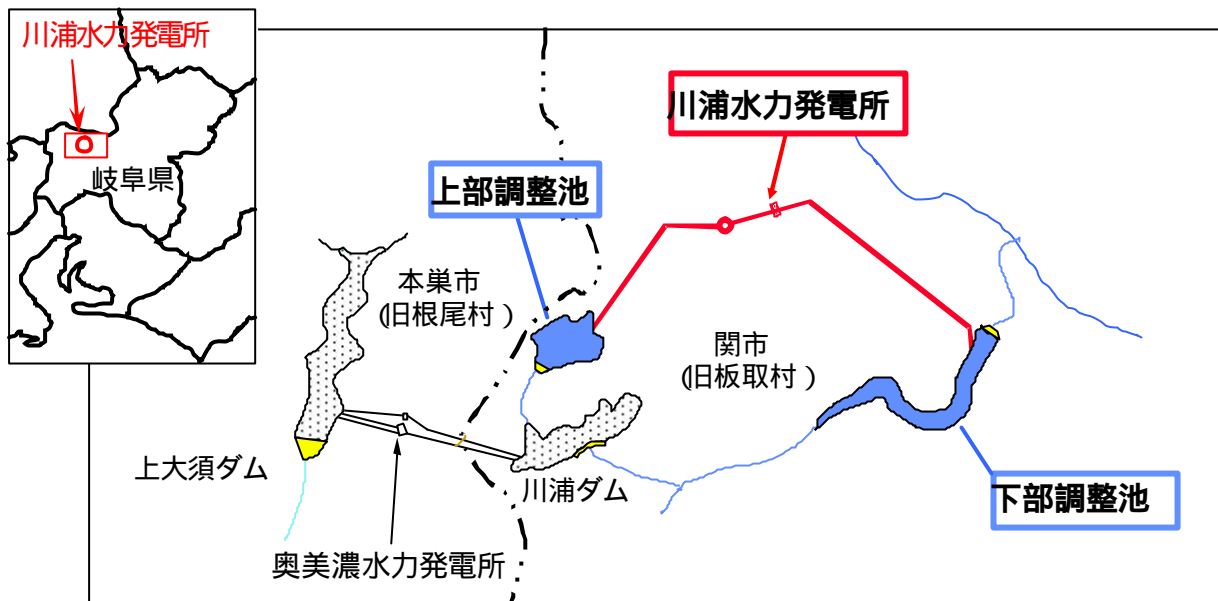 川浦水力発電所
岐阜県
川浦水力発電所
上部調整池
本巣市
(旧根尾村)
関市
(旧板取村)
上大須ダム
川浦ダム
下部調整池
奥美濃水力発電所